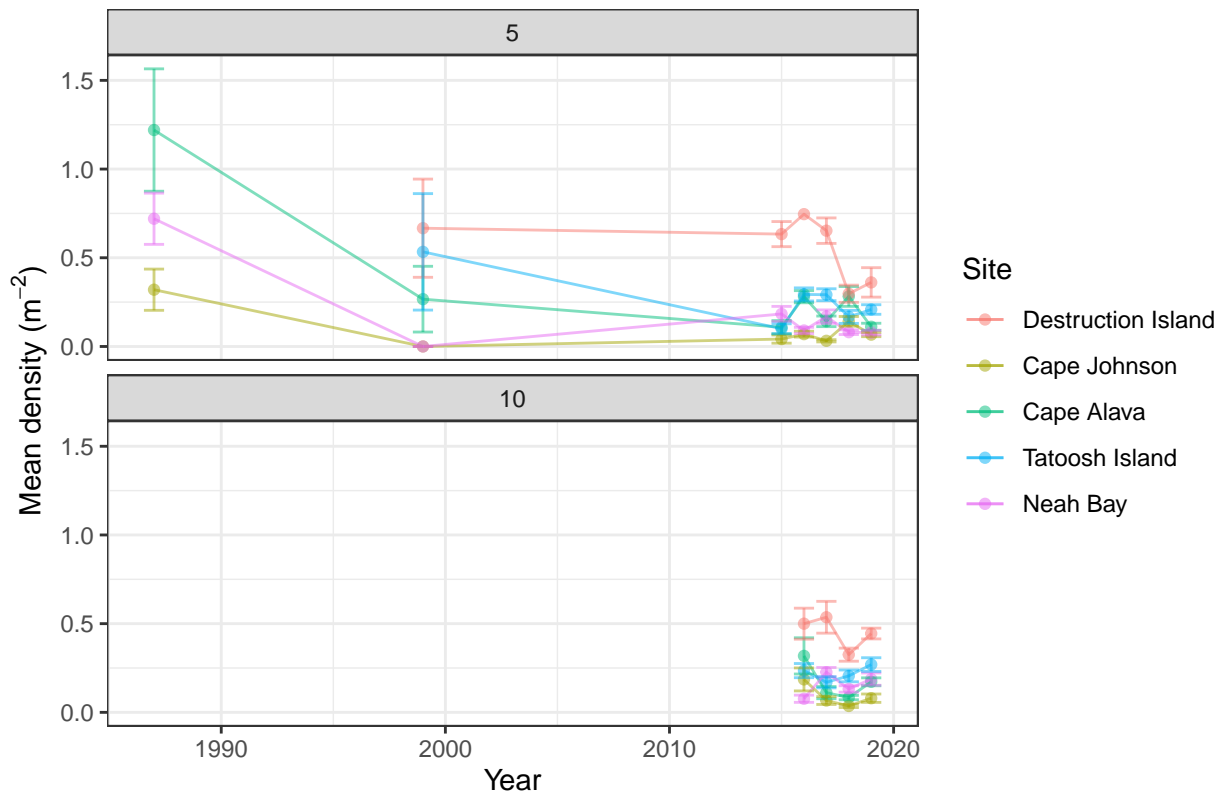 5
1.5
1.0
0.5
0.0
10
1.5
1.0
0.5
0.0
Mean density (m⁻²)
1990 2000 2010 2020
Year
Site
Destruction Island
Cape Johnson
Cape Alava
Tatoosh Island
Neah Bay